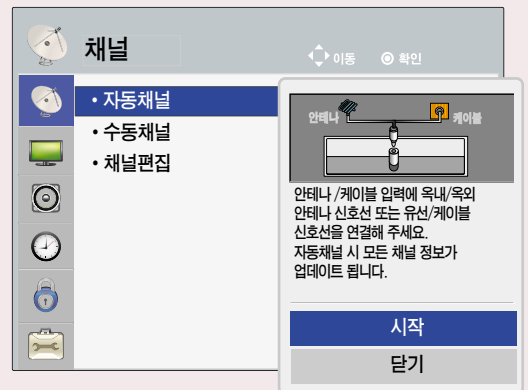 채널
이동 확인
• 자동채널
• 수동채널
• 채널편집
안테나 케이블
안테나 /케이블 입력에 옥내/옥외
안테나 신호선 또는 유선/케이블
신호선을 연결해 주세요.
자동채널 시 모든 채널 정보가
업데이트 됩니다.
시작
닫기